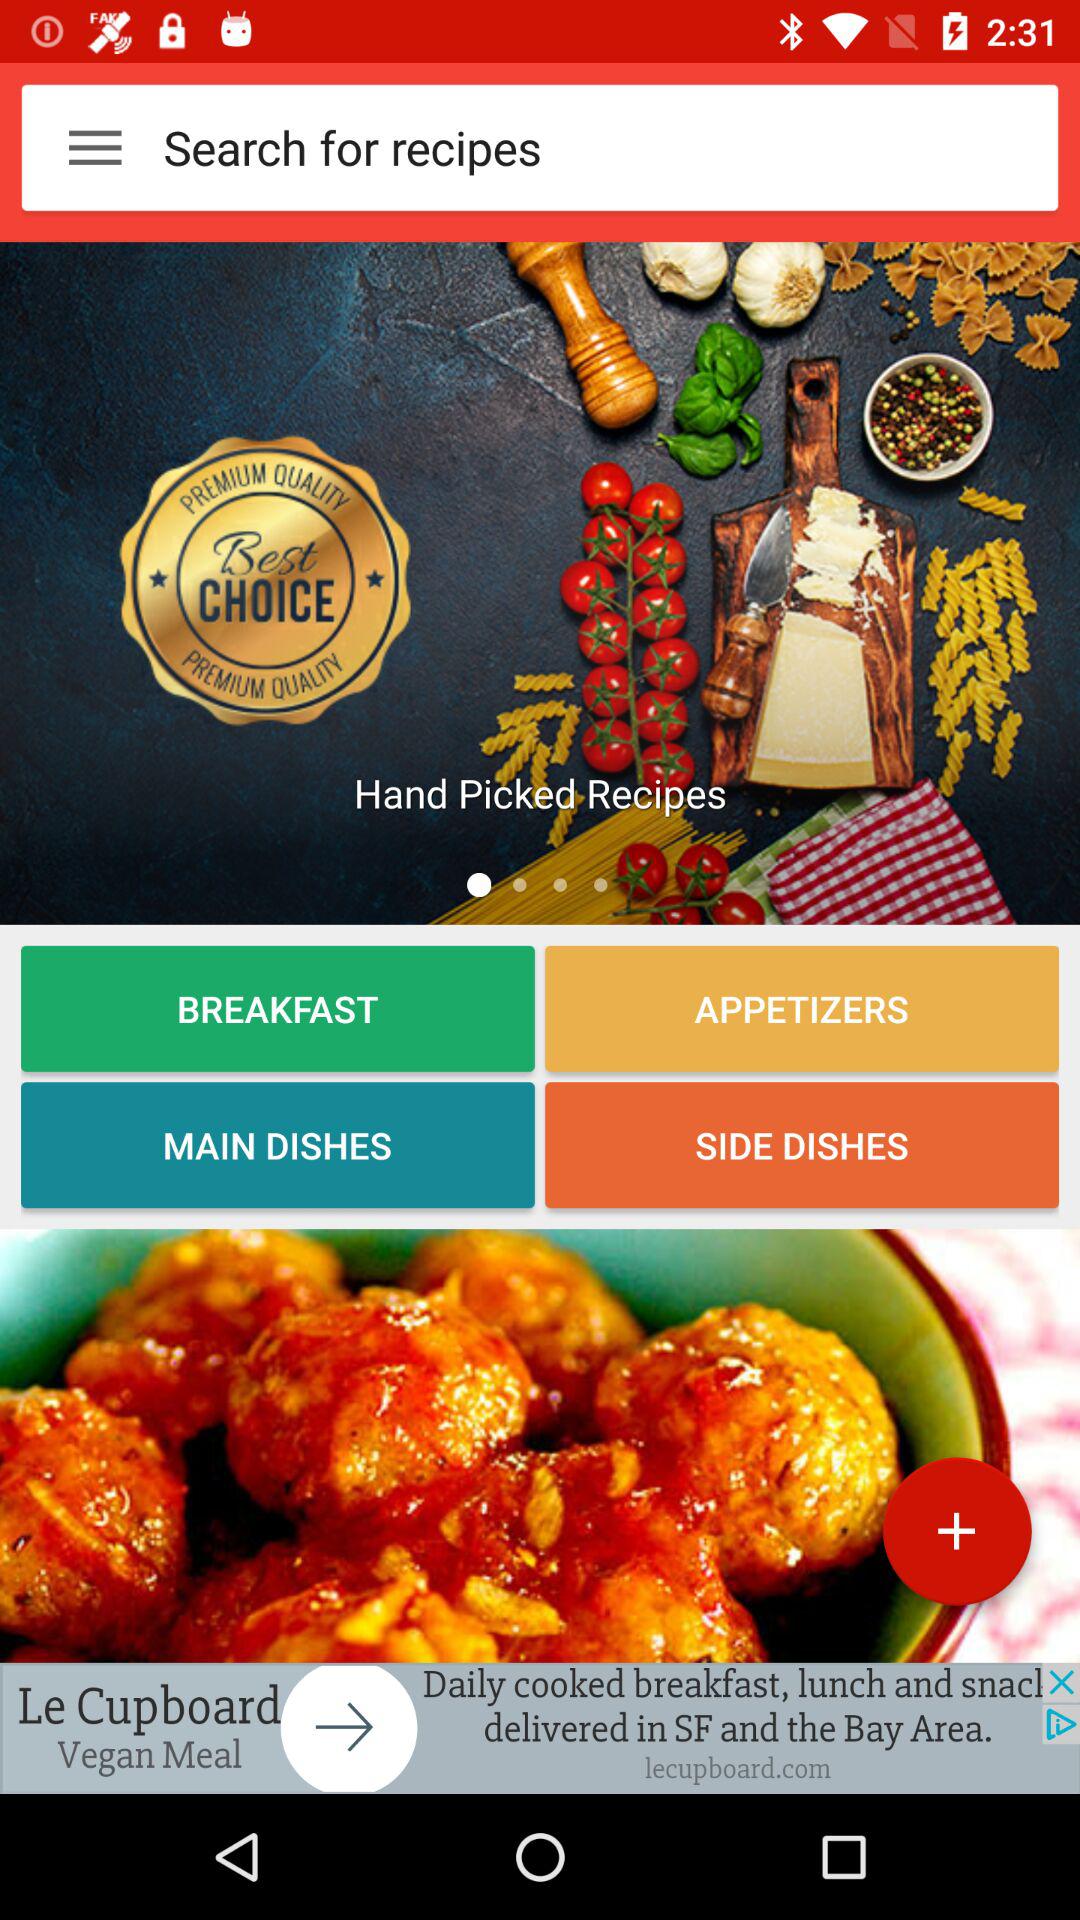 FAKE
2:31
Search for recipes
PREMIUM QUALITY
Best
CHOICE
PREMIUM QUALITY
Hand Picked Recipes
BREAKFAST
APPETIZERS
MAIN DISHES
SIDE DISHES
Le Cupboard
Vegan Meal
Daily cooked breakfast, lunch and snack
delivered in SF and the Bay Area.
lecupboard.com